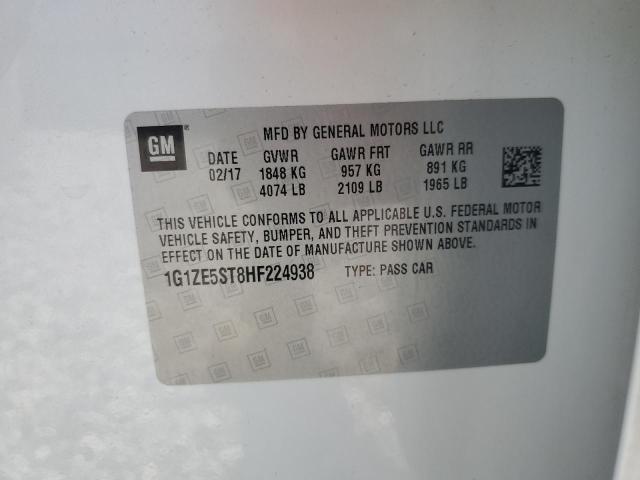 GM ®
MFD BY GENERAL MOTORS LLC
DATE GVWR GAWR FRT GAWR RR
02/17 1848 KG 957 KG 891 KG
4074 LB 2109 LB 1965 LB
THIS VEHICLE CONFORMS TO ALL APPLICABLE U.S. FEDERAL MOTOR
VEHICLE SAFETY, BUMPER, AND THEFT PREVENTION STANDARDS IN
EFFECT ON THE DATE OF MANUFACTURE SHOWN ABOVE.
1G1ZE5ST8HF224938 TYPE: PASS CAR